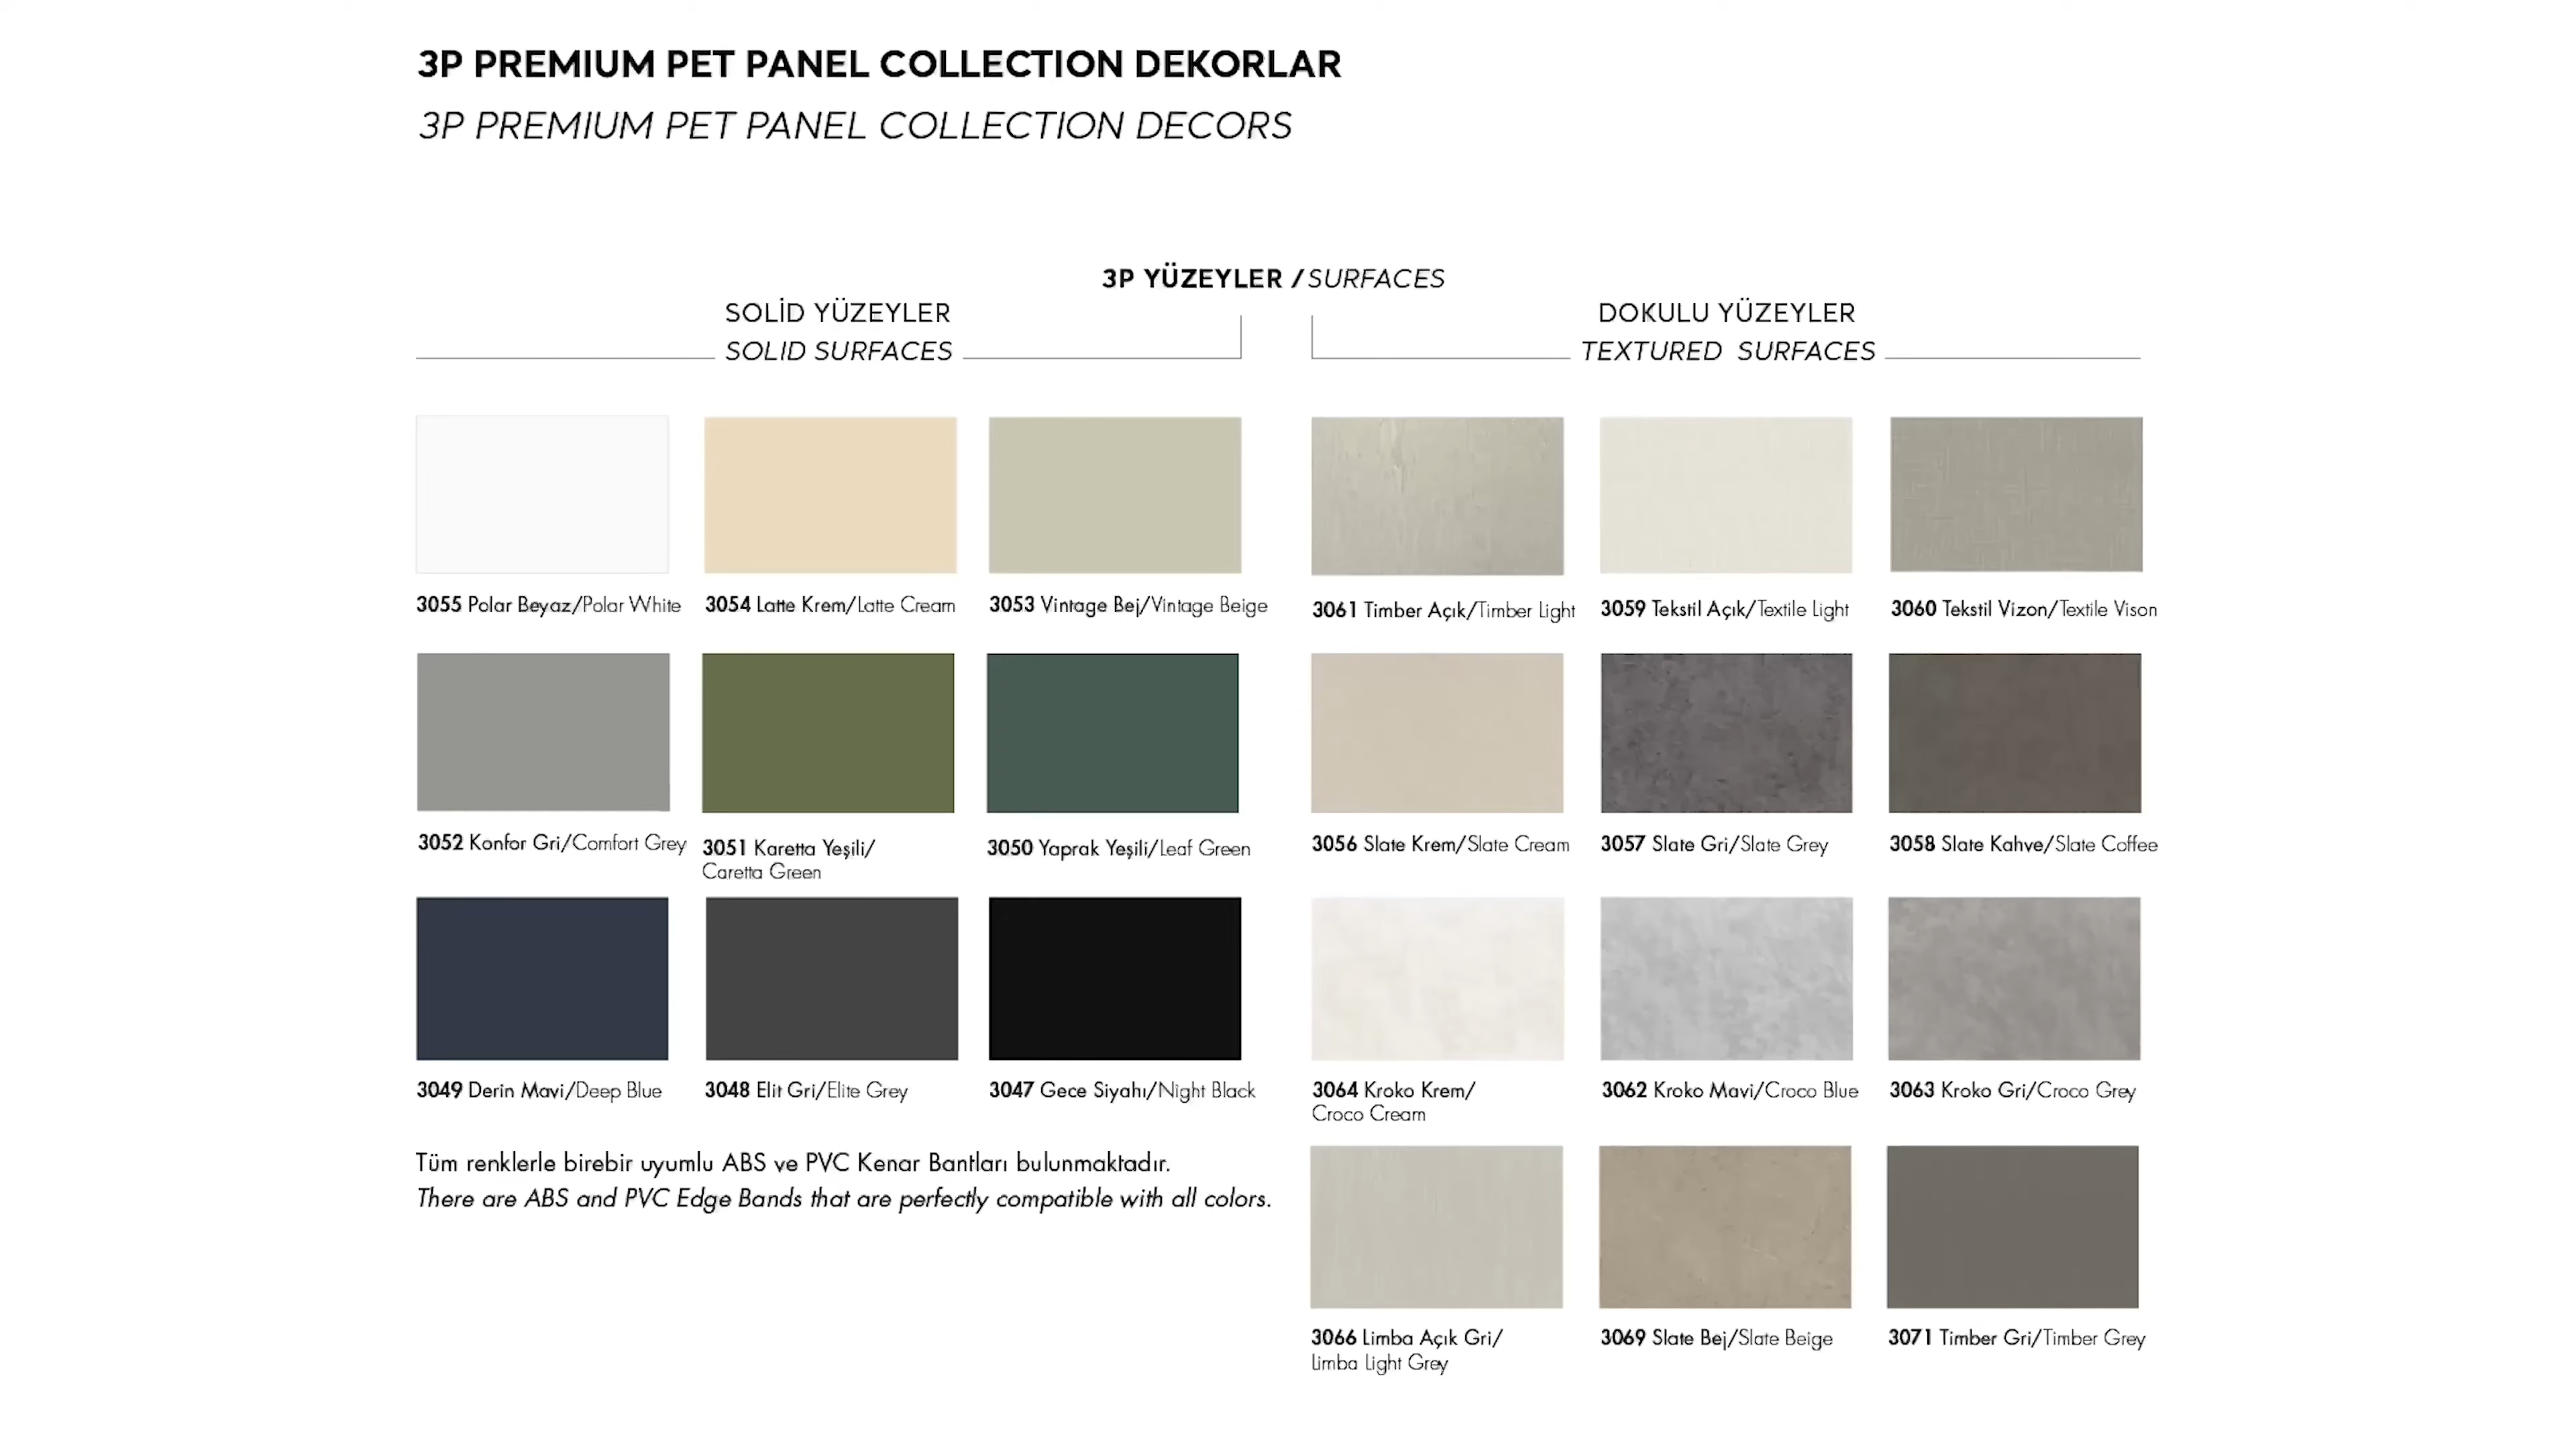 3P PREMIUM PET PANEL COLLECTION DEKORLAR
3P PREMIUM PET PANEL COLLECTION DECORS
3P YÜZEYLER / SURFACES
SOLİD YÜZEYLER
SOLID SURFACES
DOKULU YÜZEYLER
TEXTURED SURFACES
3055 Polar Beyaz/Polar White
3054 Latte Krem/Latte Cream
3053 Vintage Bej/Vintage Beige
3061 Timber Açık/Timber Light
3059 Tekstil Açık/Textile Light
3060 Tekstil Vizon/Textile Vison
3052 Konfor Gri/Comfort Grey
3051 Karetta Yeşili/
Caretta Green
3050 Yaprak Yeşili/Leaf Green
3056 Slate Krem/Slate Cream
3057 Slate Gri/Slate Grey
3058 Slate Kahve/Slate Coffee
3049 Derin Mavi/Deep Blue
3048 Elit Gri/Elite Grey
3047 Gece Siyahı/Night Black
3064 Kroko Krem/
Croco Cream
3062 Kroko Mavi/Croco Blue
3063 Kroko Gri/Croco Grey
Tüm renklerle birebir uyumlu ABS ve PVC Kenar Bantları bulunmaktadır.
There are ABS and PVC Edge Bands that are perfectly compatible with all colors.
3066 Limba Açık Gri/
Limba Light Grey
3069 Slate Bej/Slate Beige
3071 Timber Gri/Timber Grey